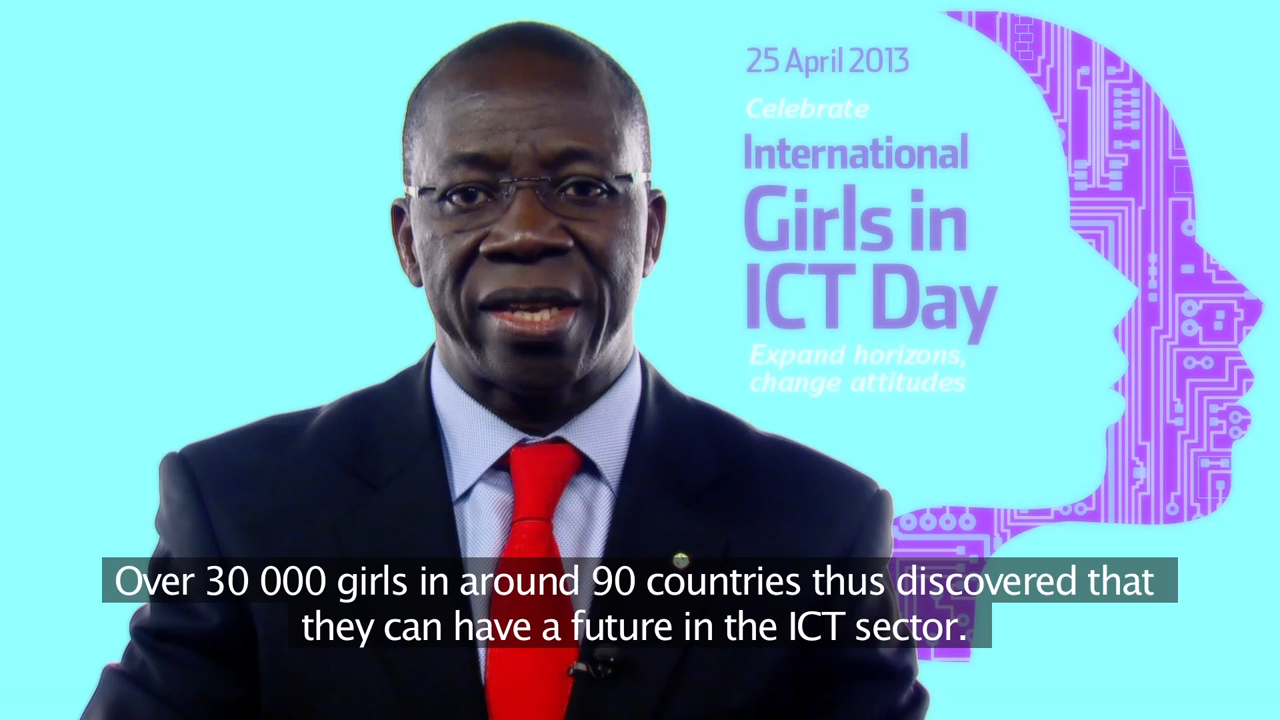 25 April 2013
Celebrate
International
Girls in
ICT Day
Expand horizons,
change attitudes
Over 30 000 girls in around 90 countries thus discovered that
they can have a future in the ICT sector.